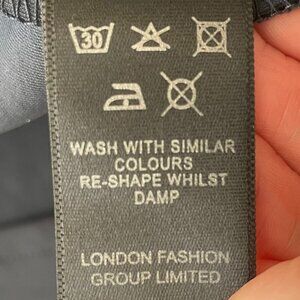 30
WASH WITH SIMILAR
COLOURS
RE-SHAPE WHILST
DAMP
LONDON FASHION
GROUP LIMITED